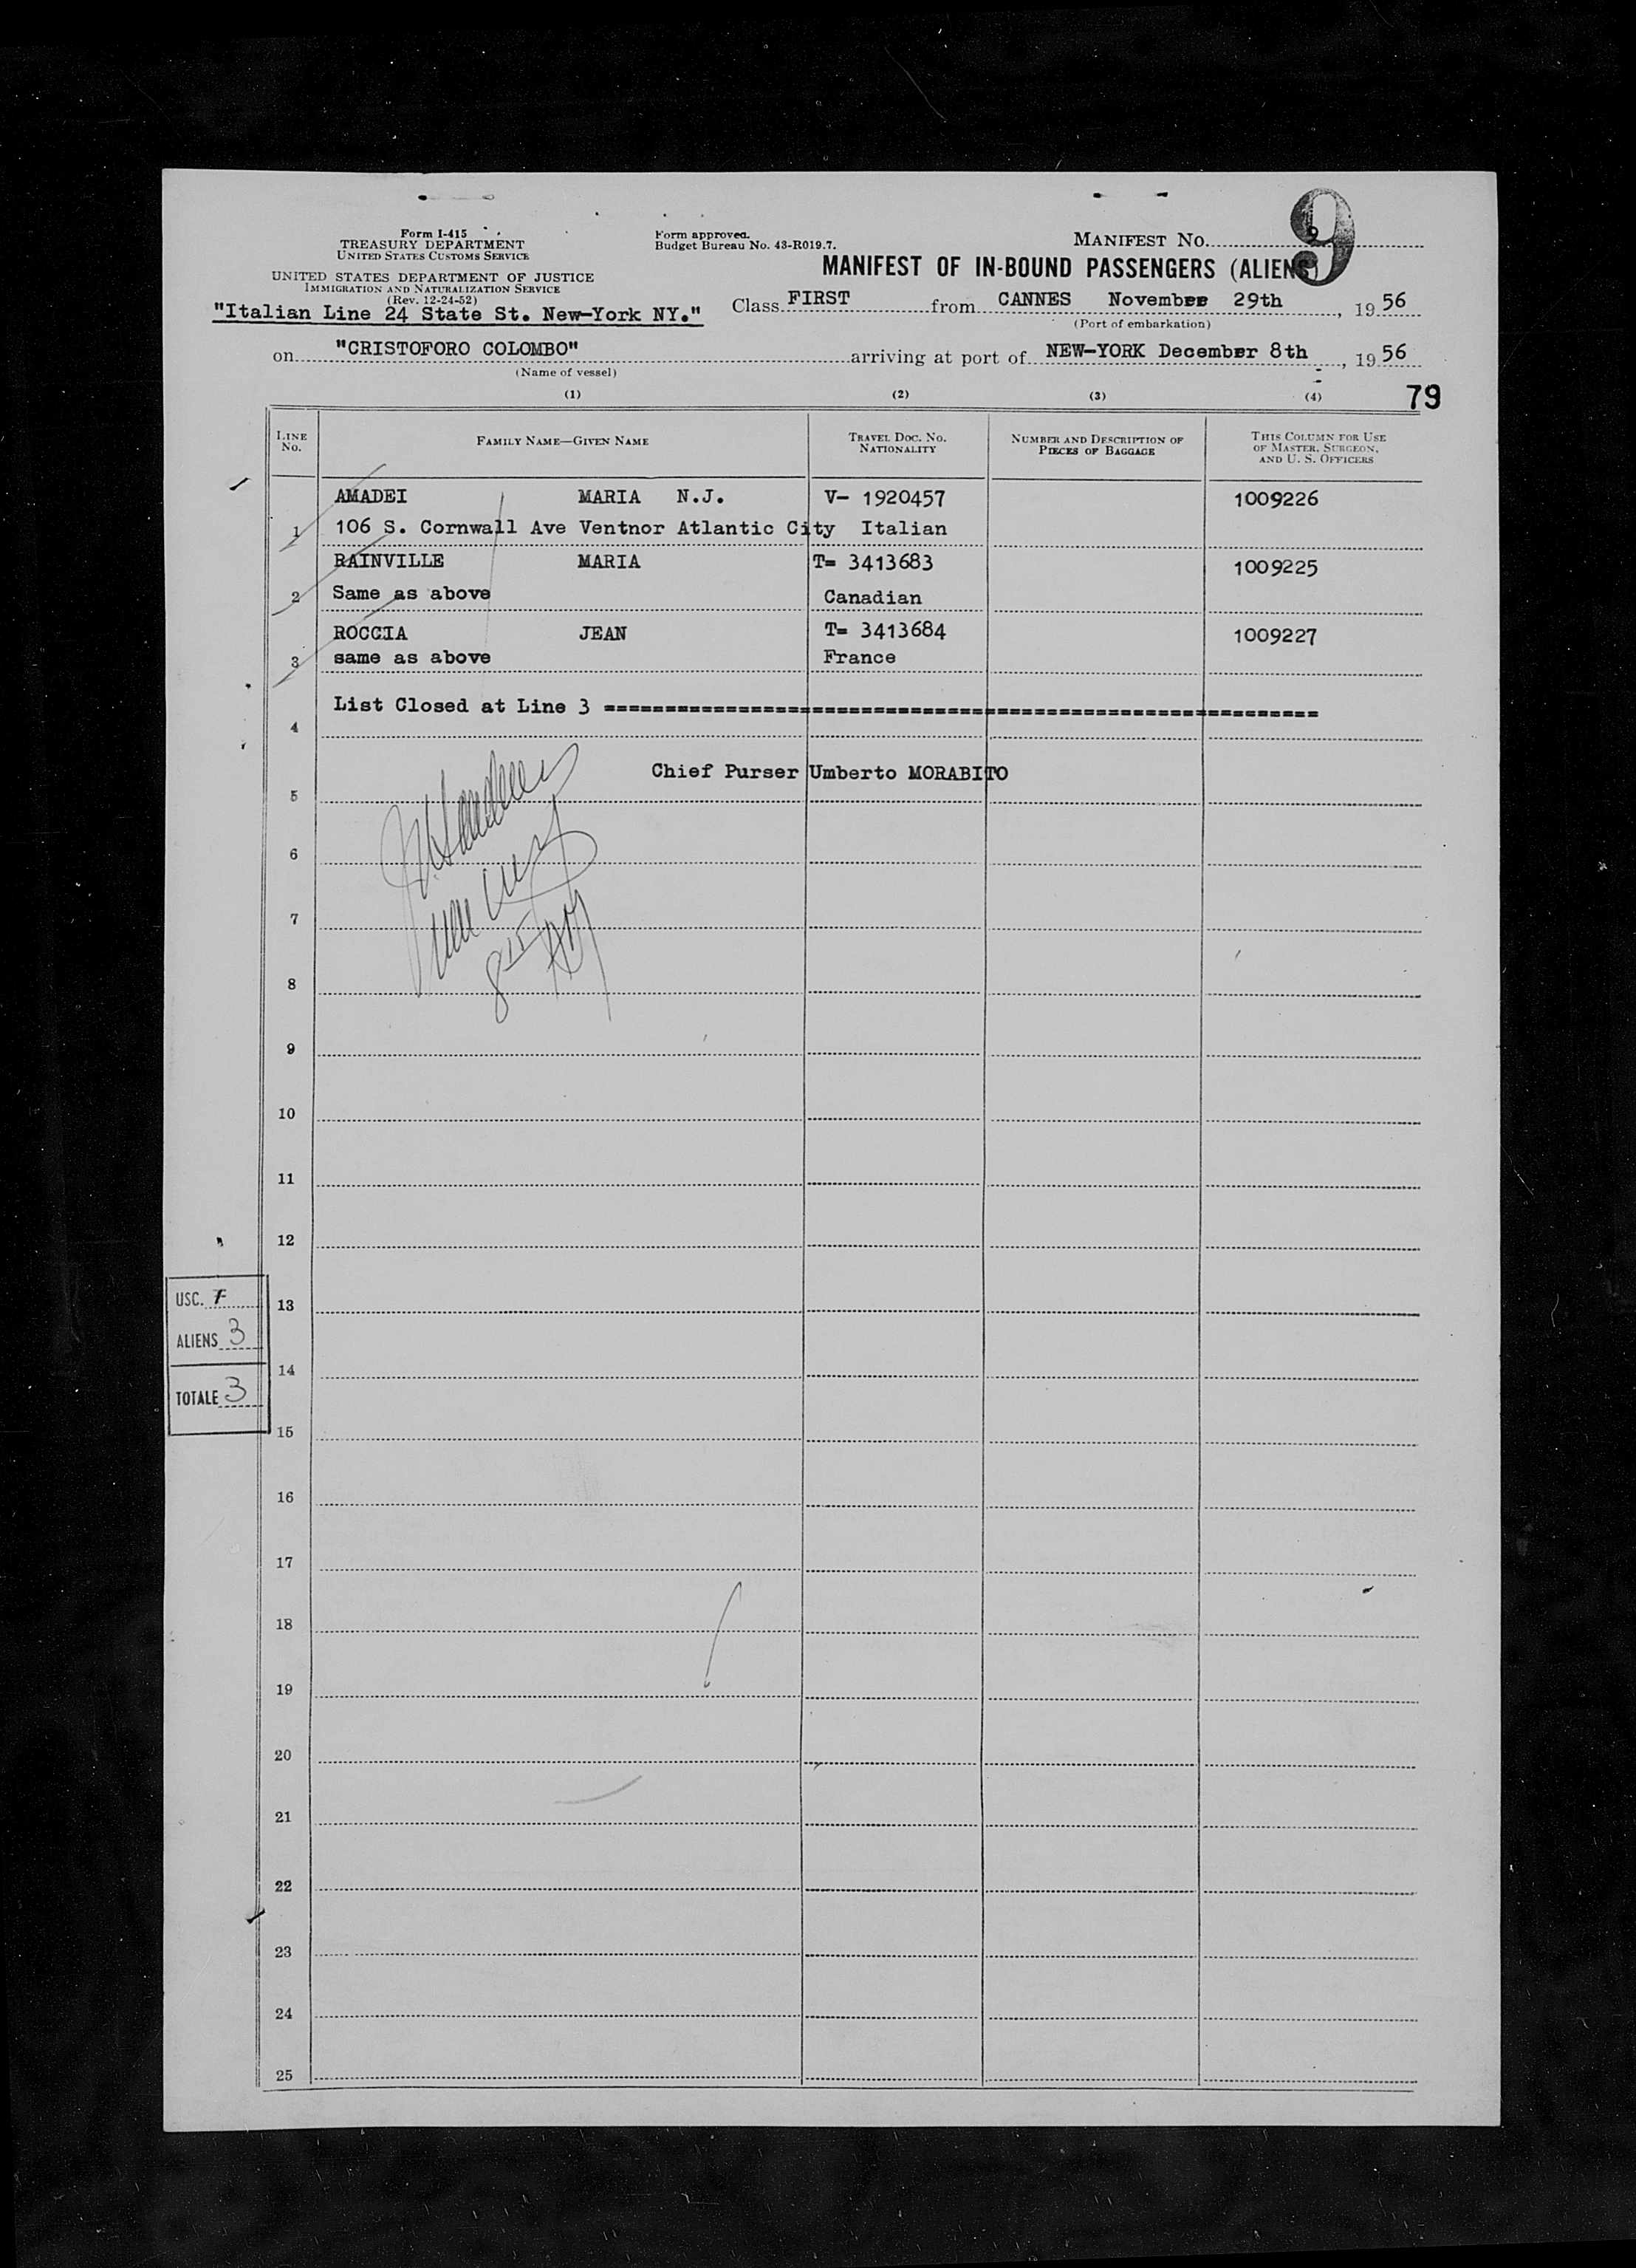 Form I-415
TREASURY DEPARTMENT
UNITED STATES CUSTOMS SERVICE
UNITED STATES DEPARTMENT OF JUSTICE
IMMIGRATION AND NATURALIZATION SERVICE
(Rev. 12-24-52)
"Italian Line 24 State St. New-York NY."
Form approved.
Budget Bureau No. 43-R019.7.
MANIFEST NO. 9
9
MANIFEST OF IN-BOUND PASSENGERS (ALIENS)
Class FIRST from CANNES November 29th, 1956
(Port of embarkation)
on "CRISTOFORO COLOMBO" arriving at port of NEW-YORK December 8th, 1956
(Name of vessel)
(1) (2) (3) (4) 79
LINE NO. FAMILY NAME—GIVEN NAME TRAVEL DOC. NO. NATIONALITY NUMBER AND DESCRIPTION OF PIECES OF BAGGAGE THIS COLUMN FOR USE OF MASTER, SURGEON, AND U. S. OFFICERS
AMADEI MARIA N.J. V- 1920457 1009226
1 106 S. Cornwall Ave Ventnor Atlantic City Italian
RAINVILLE MARIA T= 3413683 1009225
2 Same as above Canadian
ROCCIA JEAN T= 3413684 1009227
3 same as above France
List Closed at Line 3 ==========================================================
4
Chief Purser Umberto MORABITO
5
6
7
8
9
10
11
12
USC.
13
ALIENS 3
14
TOTALE 3
15
16
17
18
19
20
21
22
23
24
25